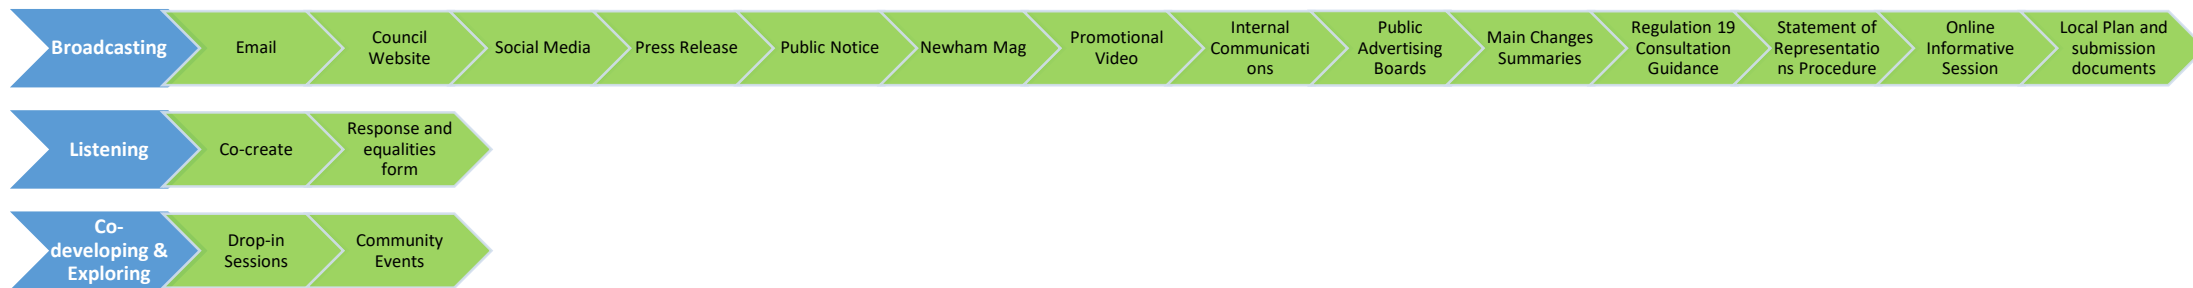 Broadcasting
Email
Council
Website
Social Media
Press Release
Public Notice
Newham Mag
Promotional
Video
Internal
Communicati
ons
Public
Advertising
Boards
Main Changes
Summaries
Regulation 19
Consultation
Guidance
Statement of
Representatio
ns Procedure
Online
Informative
Session
Local Plan and
submission
documents
Listening
Co-create
Response and
equalities
form
Co-
developing &
Exploring
Drop-in
Sessions
Community
Events